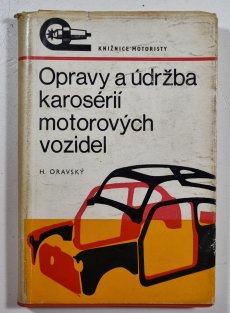 KNIŽNICE MOTORISTY
Opravy a údržba
karosérií
motorových
vozidel
H. ORAVSKÝ